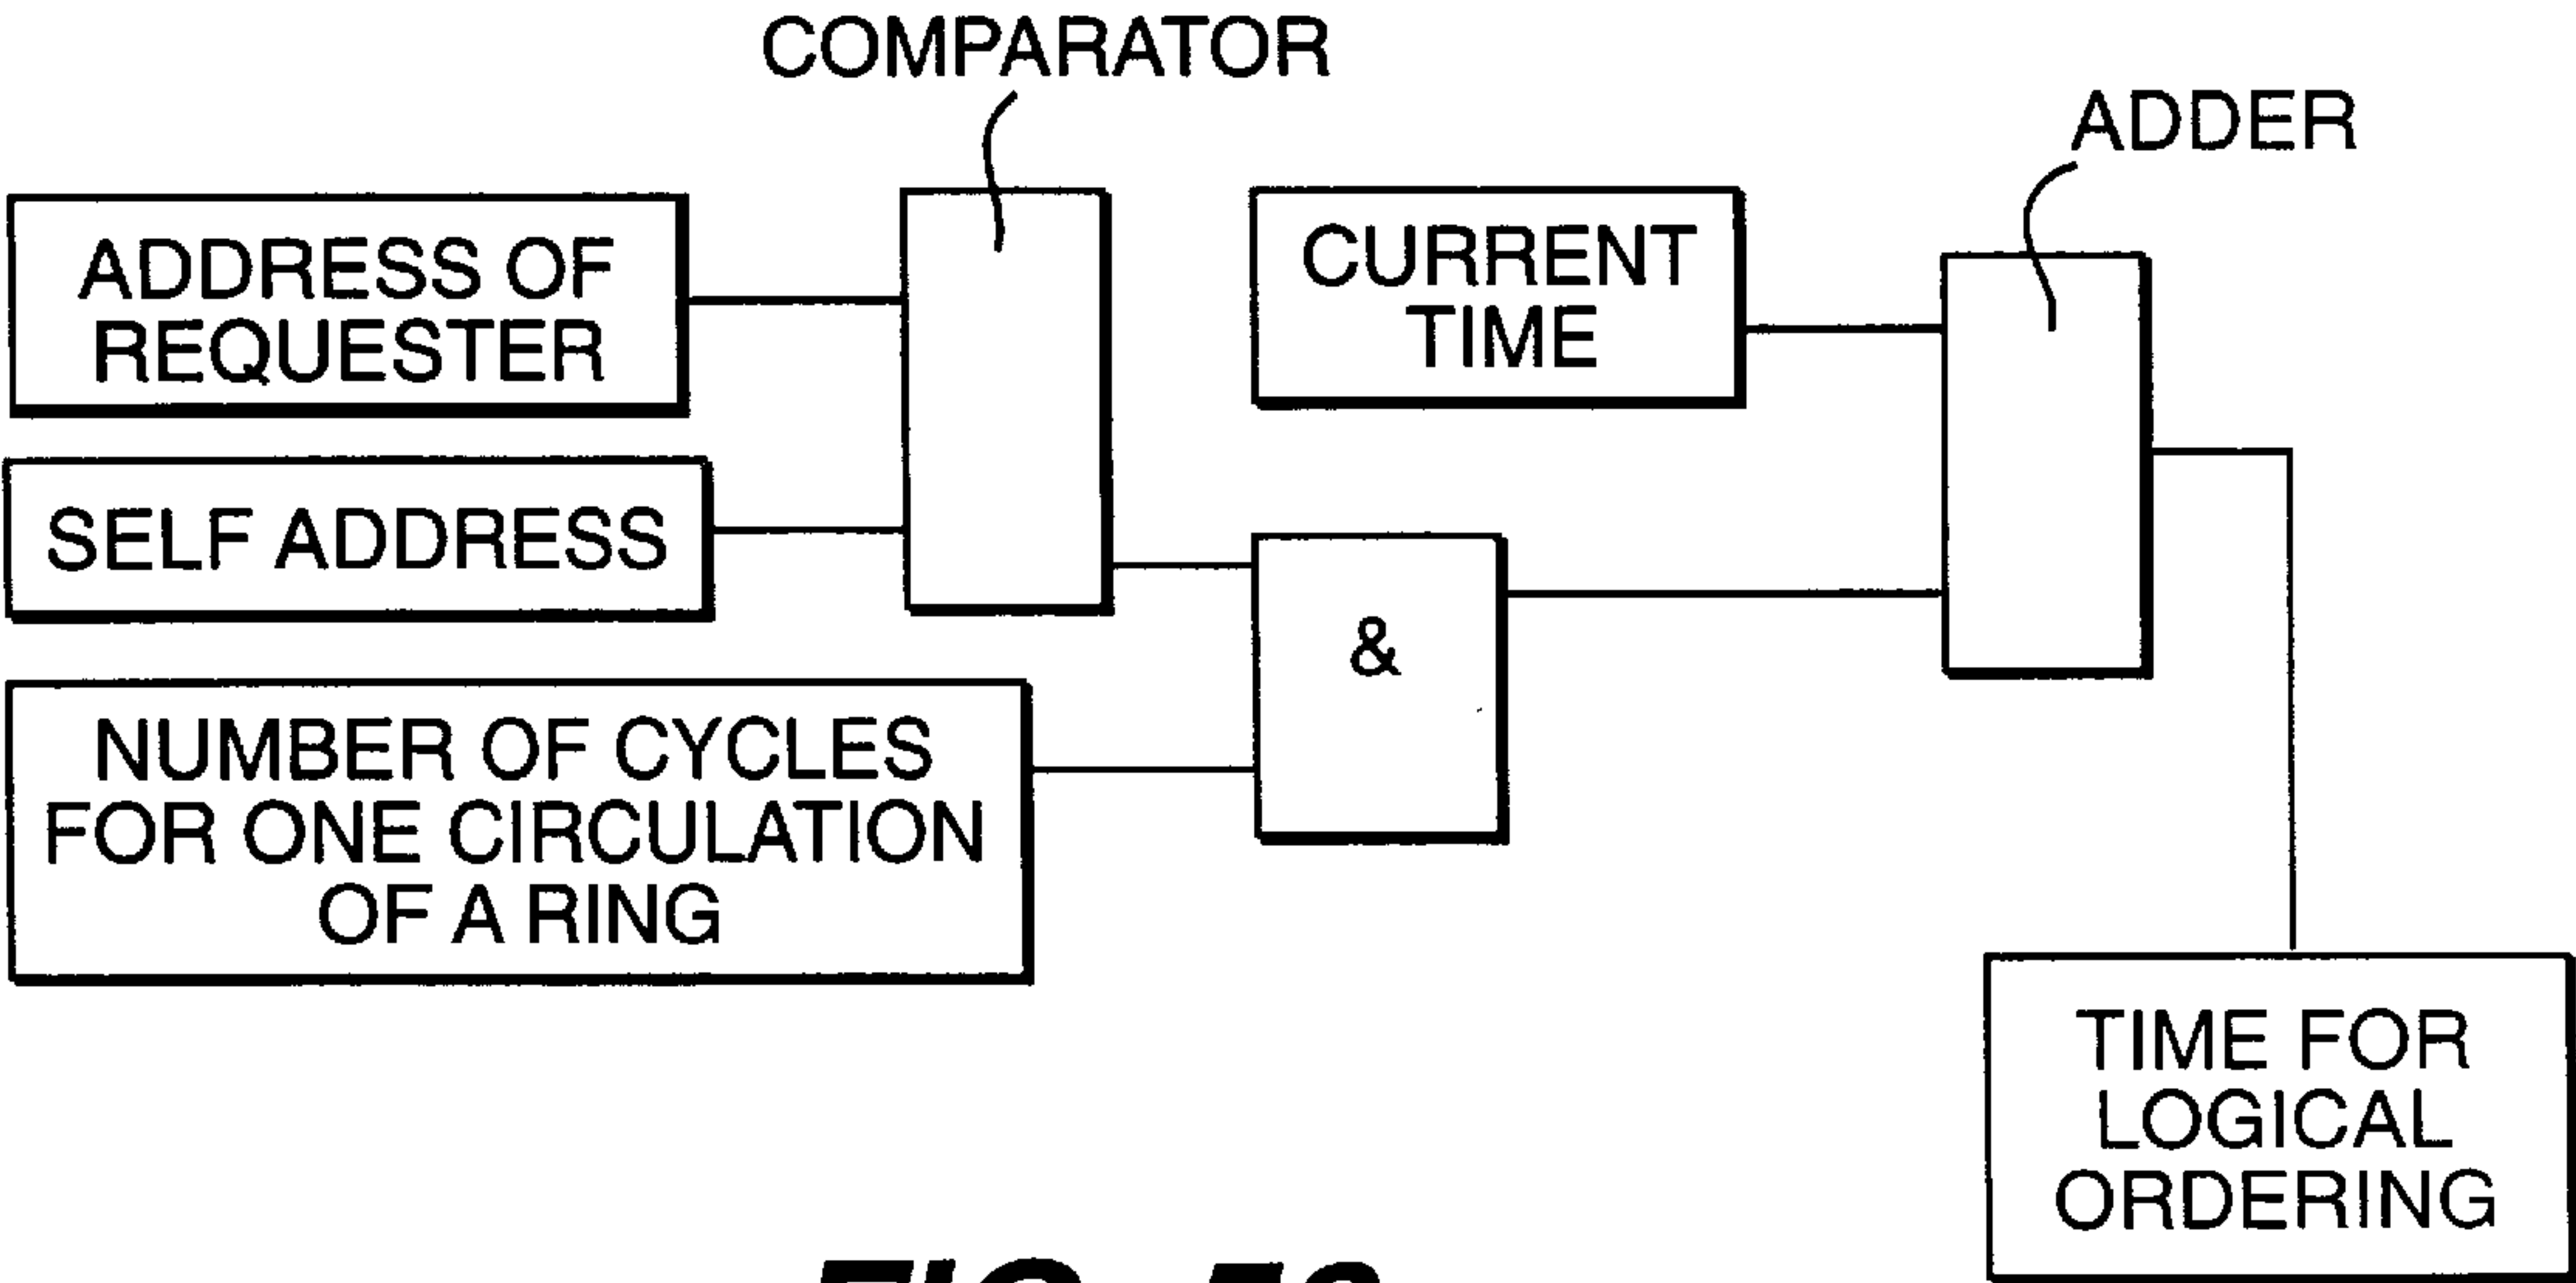 COMPARATOR
ADDER
ADDRESS OF
REQUESTER
CURRENT
TIME
SELF ADDRESS
&
NUMBER OF CYCLES
FOR ONE CIRCULATION
OF A RING
TIME FOR
LOGICAL
ORDERING